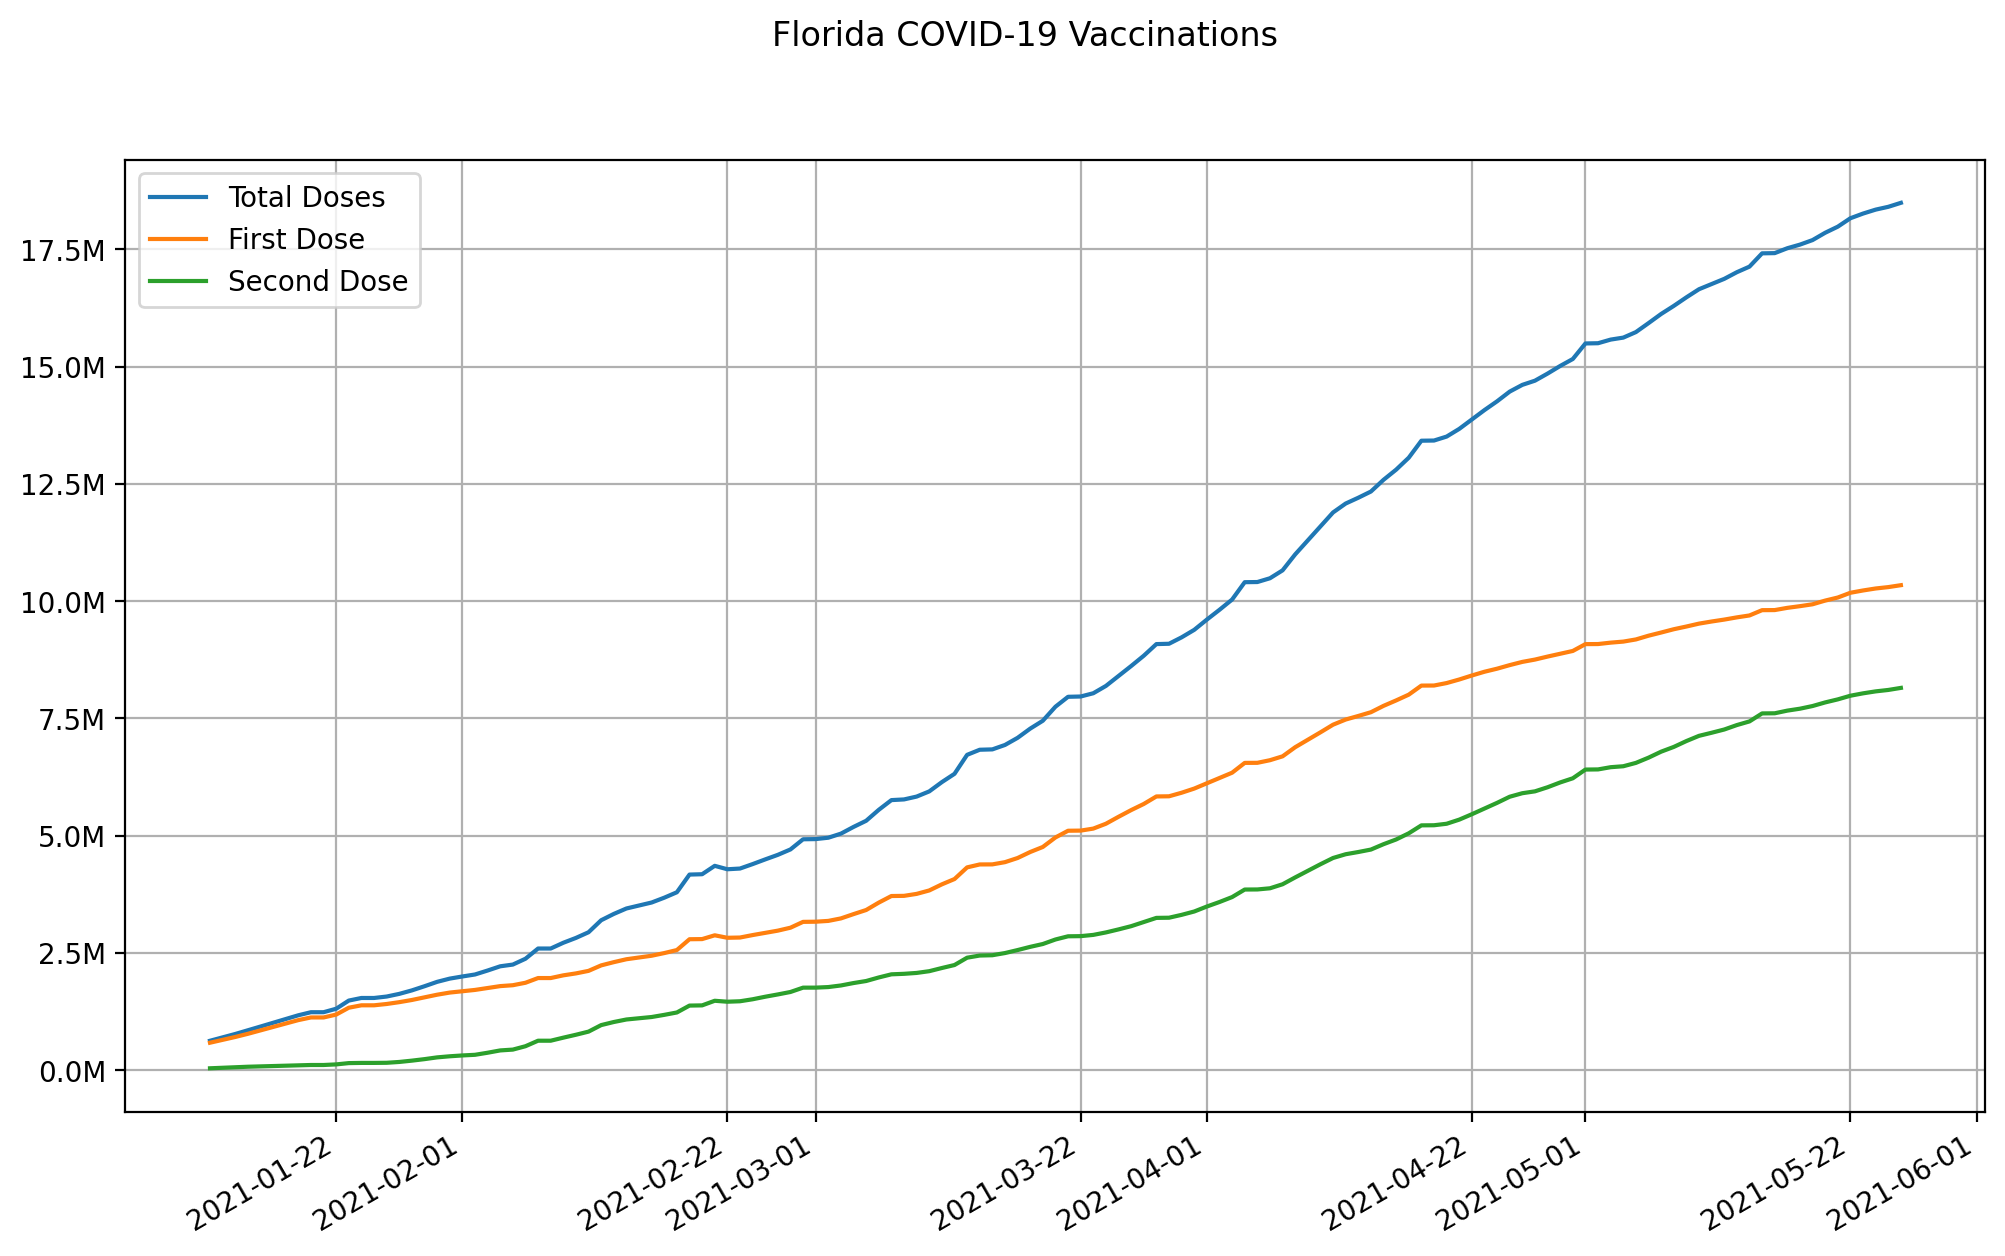 Florida COVID-19 Vaccinations
Total Doses
First Dose
Second Dose
17.5M
15.0M
12.5M
10.0M
7.5M
5.0M
2.5M
0.0M
2021-01-22
2021-02-01
2021-02-22
2021-03-01
2021-03-22
2021-04-01
2021-04-22
2021-05-01
2021-05-22
2021-06-01